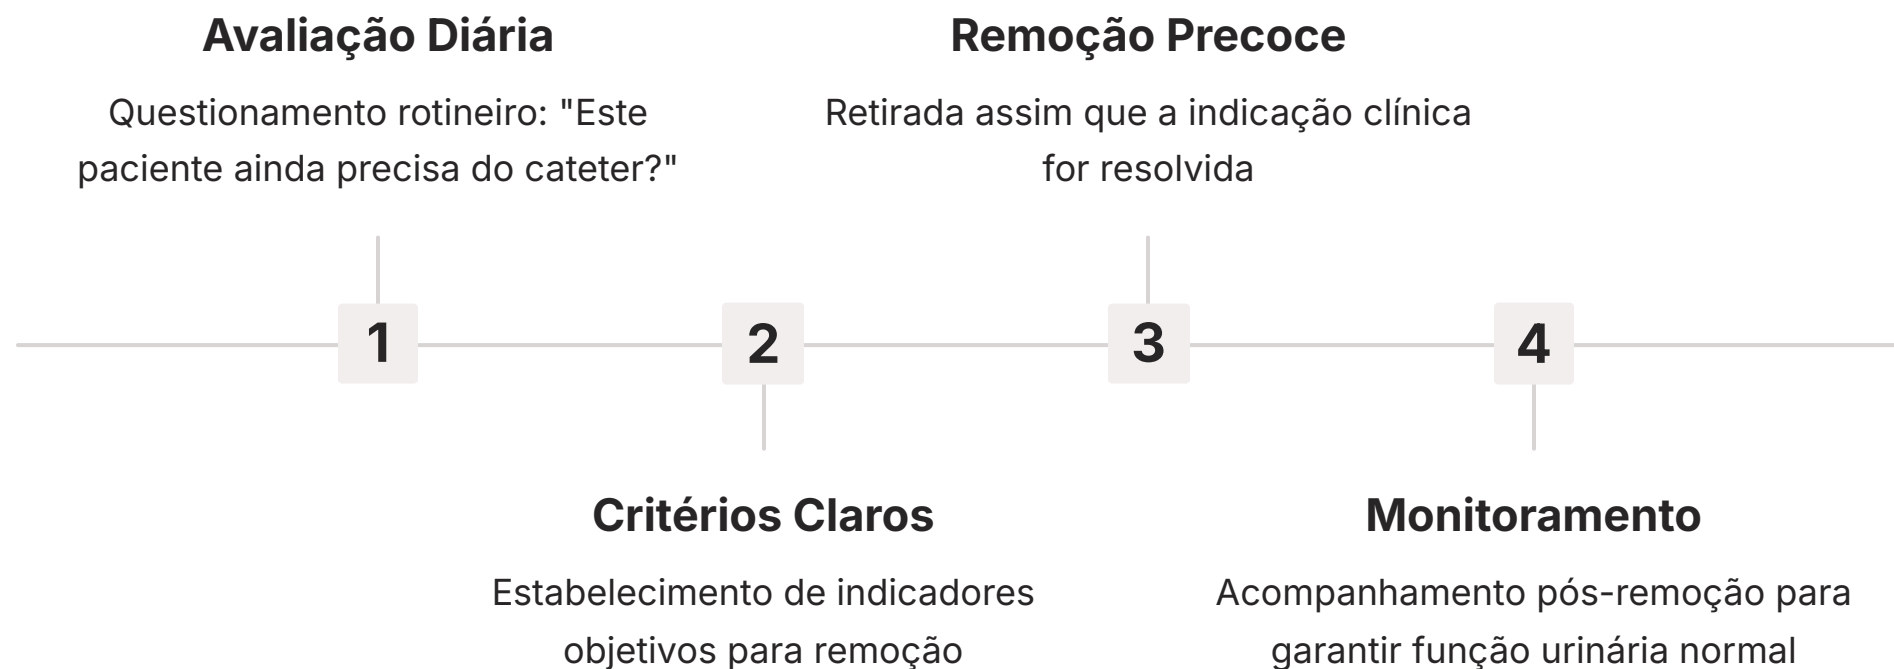 Avaliação Diária
Questionamento rotineiro: "Este
paciente ainda precisa do cateter?"
Remoção Precoce
Retirada assim que a indicação clínica
for resolvida
1
2
3
4
Critérios Claros
Estabelecimento de indicadores
objetivos para remoção
Monitoramento
Acompanhamento pós-remoção para
garantir função urinária normal